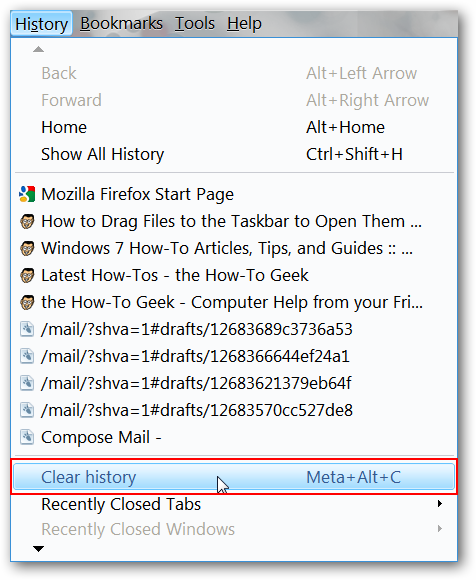 History Bookmarks Tools Help
Back Alt+Left Arrow
Forward Alt+Right Arrow
Home Alt+Home
Show All History Ctrl+Shift+H
Mozilla Firefox Start Page
How to Drag Files to the Taskbar to Open Them ...
Windows 7 How-To Articles, Tips, and Guides :: ...
Latest How-Tos - the How-To Geek
the How-To Geek - Computer Help from your Fri...
/mail/?shva=1#drafts/12683689c3736a53
/mail/?shva=1#drafts/1268366644ef24a1
/mail/?shva=1#drafts/12683621379eb64f
/mail/?shva=1#drafts/12683570cc527de8
Compose Mail -
Clear history Meta+Alt+C
Recently Closed Tabs
Recently Closed Windows